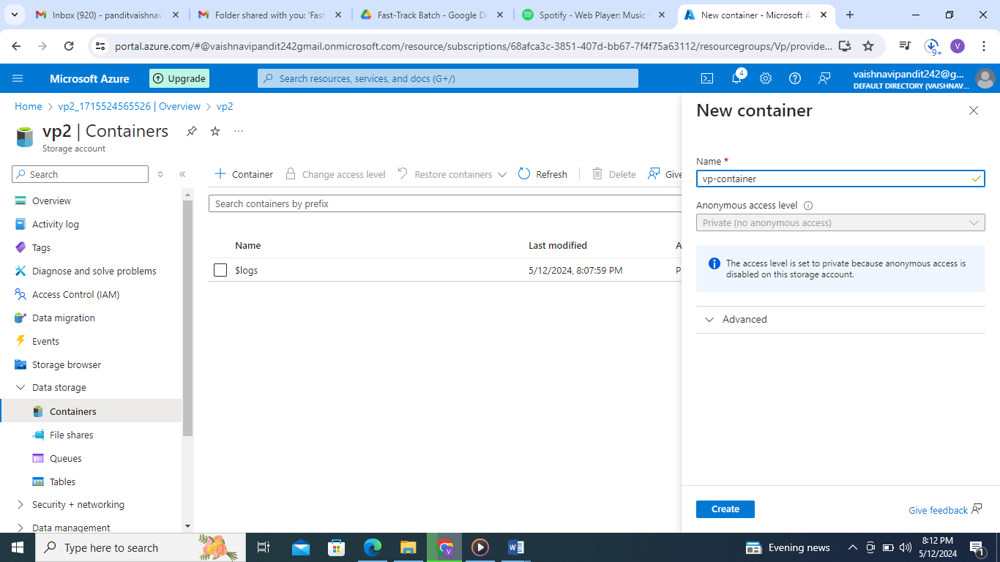 Inbox (920) - panditvaishnav
Folder shared with you: 'Fast
Fast-Track Batch - Google Dr
Spotify - Web Player: Music
New container - Microsoft A
portal.azure.com/#@vaishnavipandit242gmail.onmicrosoft.com/resource/subscriptions/68afca3c-3851-407d-bb67-7f4f75a63112/resourcegroups/Vp/provide...
9+
V
Microsoft Azure
Upgrade
Search resources, services, and docs (G+/)
4
vaishnavipandit242@g...
DEFAULT DIRECTORY (VAISHNAV...
Home > vp2_1715524565526 | Overview > vp2
vp2 | Containers
Storage account
Search
Overview
Activity log
Tags
Diagnose and solve problems
Access Control (IAM)
Data migration
Events
Storage browser
Data storage
Containers
File shares
Queues
Tables
Security + networking
Data management
Container
Change access level
Restore containers
Refresh
Delete
Give
Search containers by prefix
Name
Last modified
A
$logs
5/12/2024, 8:07:59 PM
P
New container
Name *
vp-container
Anonymous access level
Private (no anonymous access)
The access level is set to private because anonymous access is
disabled on this storage account.
Advanced
Create
Give feedback
Type here to search
V
W
Evening news
8:12 PM
5/12/2024
1